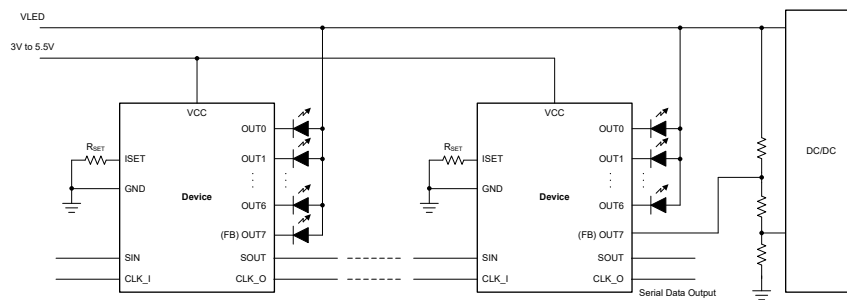 VLED
3V to 5.5V
VCC
OUT0
RSET
ISET
OUT1
GND
Device
OUT6
(FB) OUT7
SIN
SOUT
CLK_I
CLK_O
VCC
OUT0
RSET
ISET
OUT1
GND
Device
OUT6
(FB) OUT7
SIN
SOUT
CLK_I
CLK_O
Serial Data Output
DC/DC